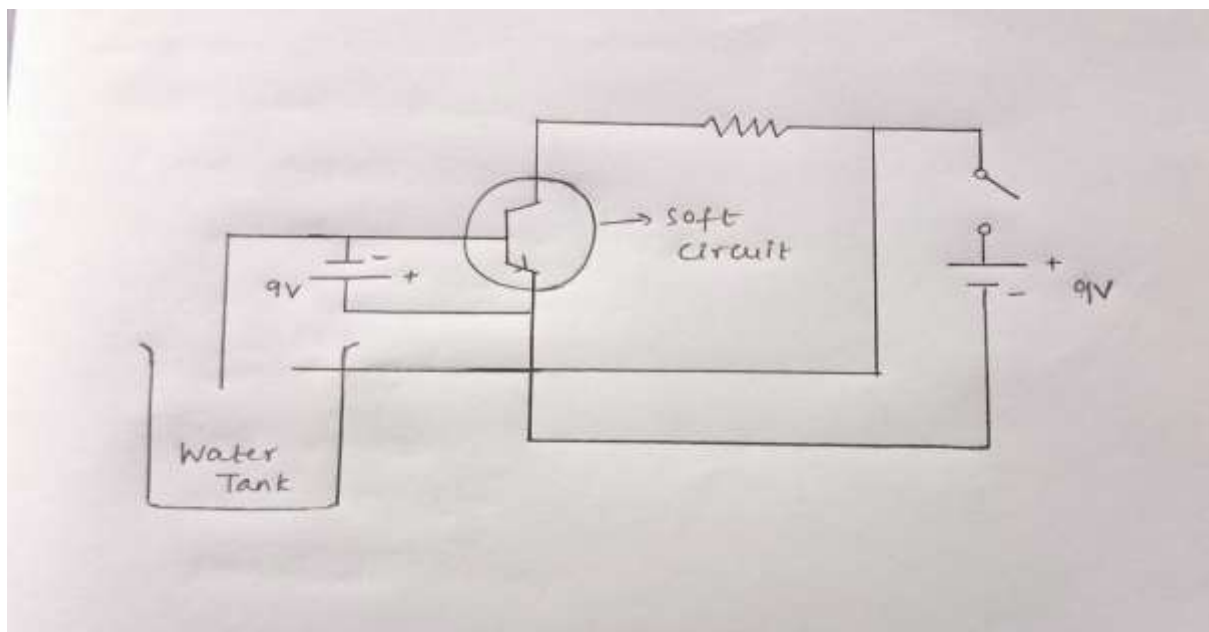 soft
circuit
-
9V
+
+
9V
-
Water
Tank